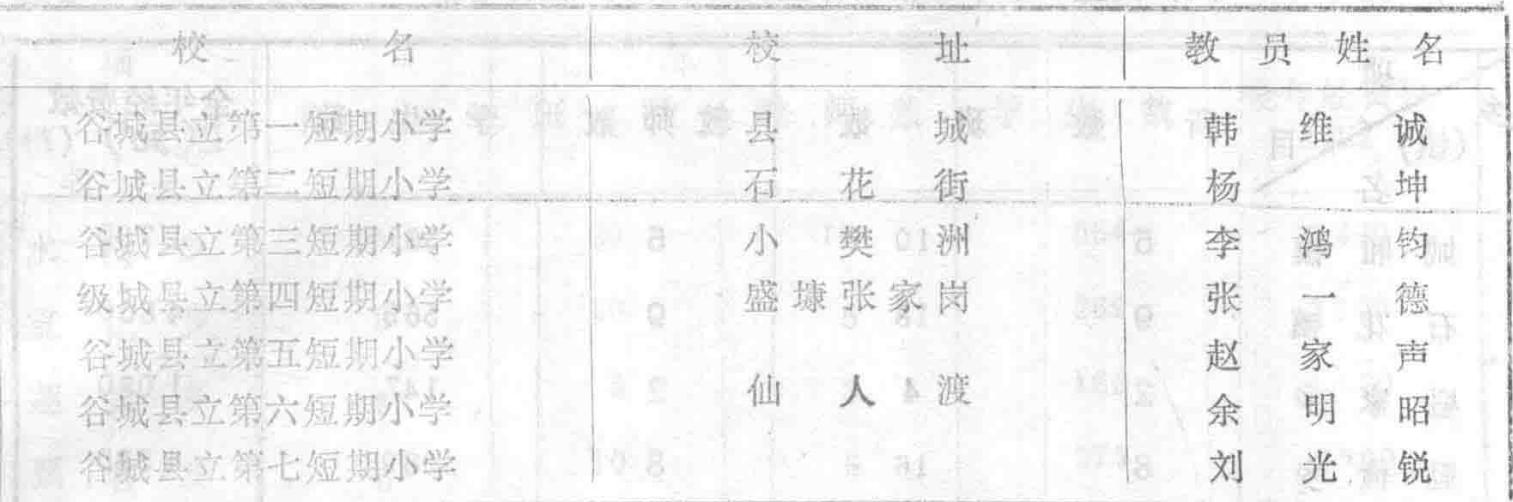 校名 校址 教员姓名
谷城县立第一短期小学 县城 韩维诚
谷城县立第二短期小学 石花街 杨坤
谷城县立第三短期小学 小樊洲 李鸿钧
级城县立第四短期小学 盛墉张家岗 张一德
谷城县立第五短期小学 赵家声
仙人渡
谷城县立第六短期小学 余明昭
谷城县立第七短期小学 刘光锐